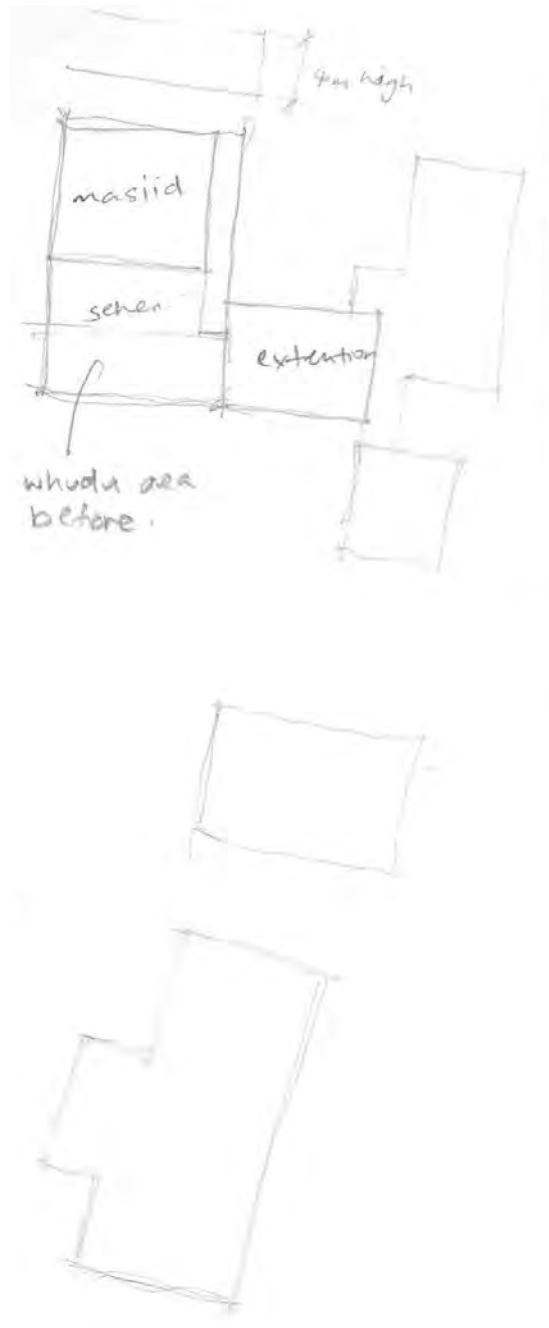 4m high
masjid
sehen
extention
whudu area
before.